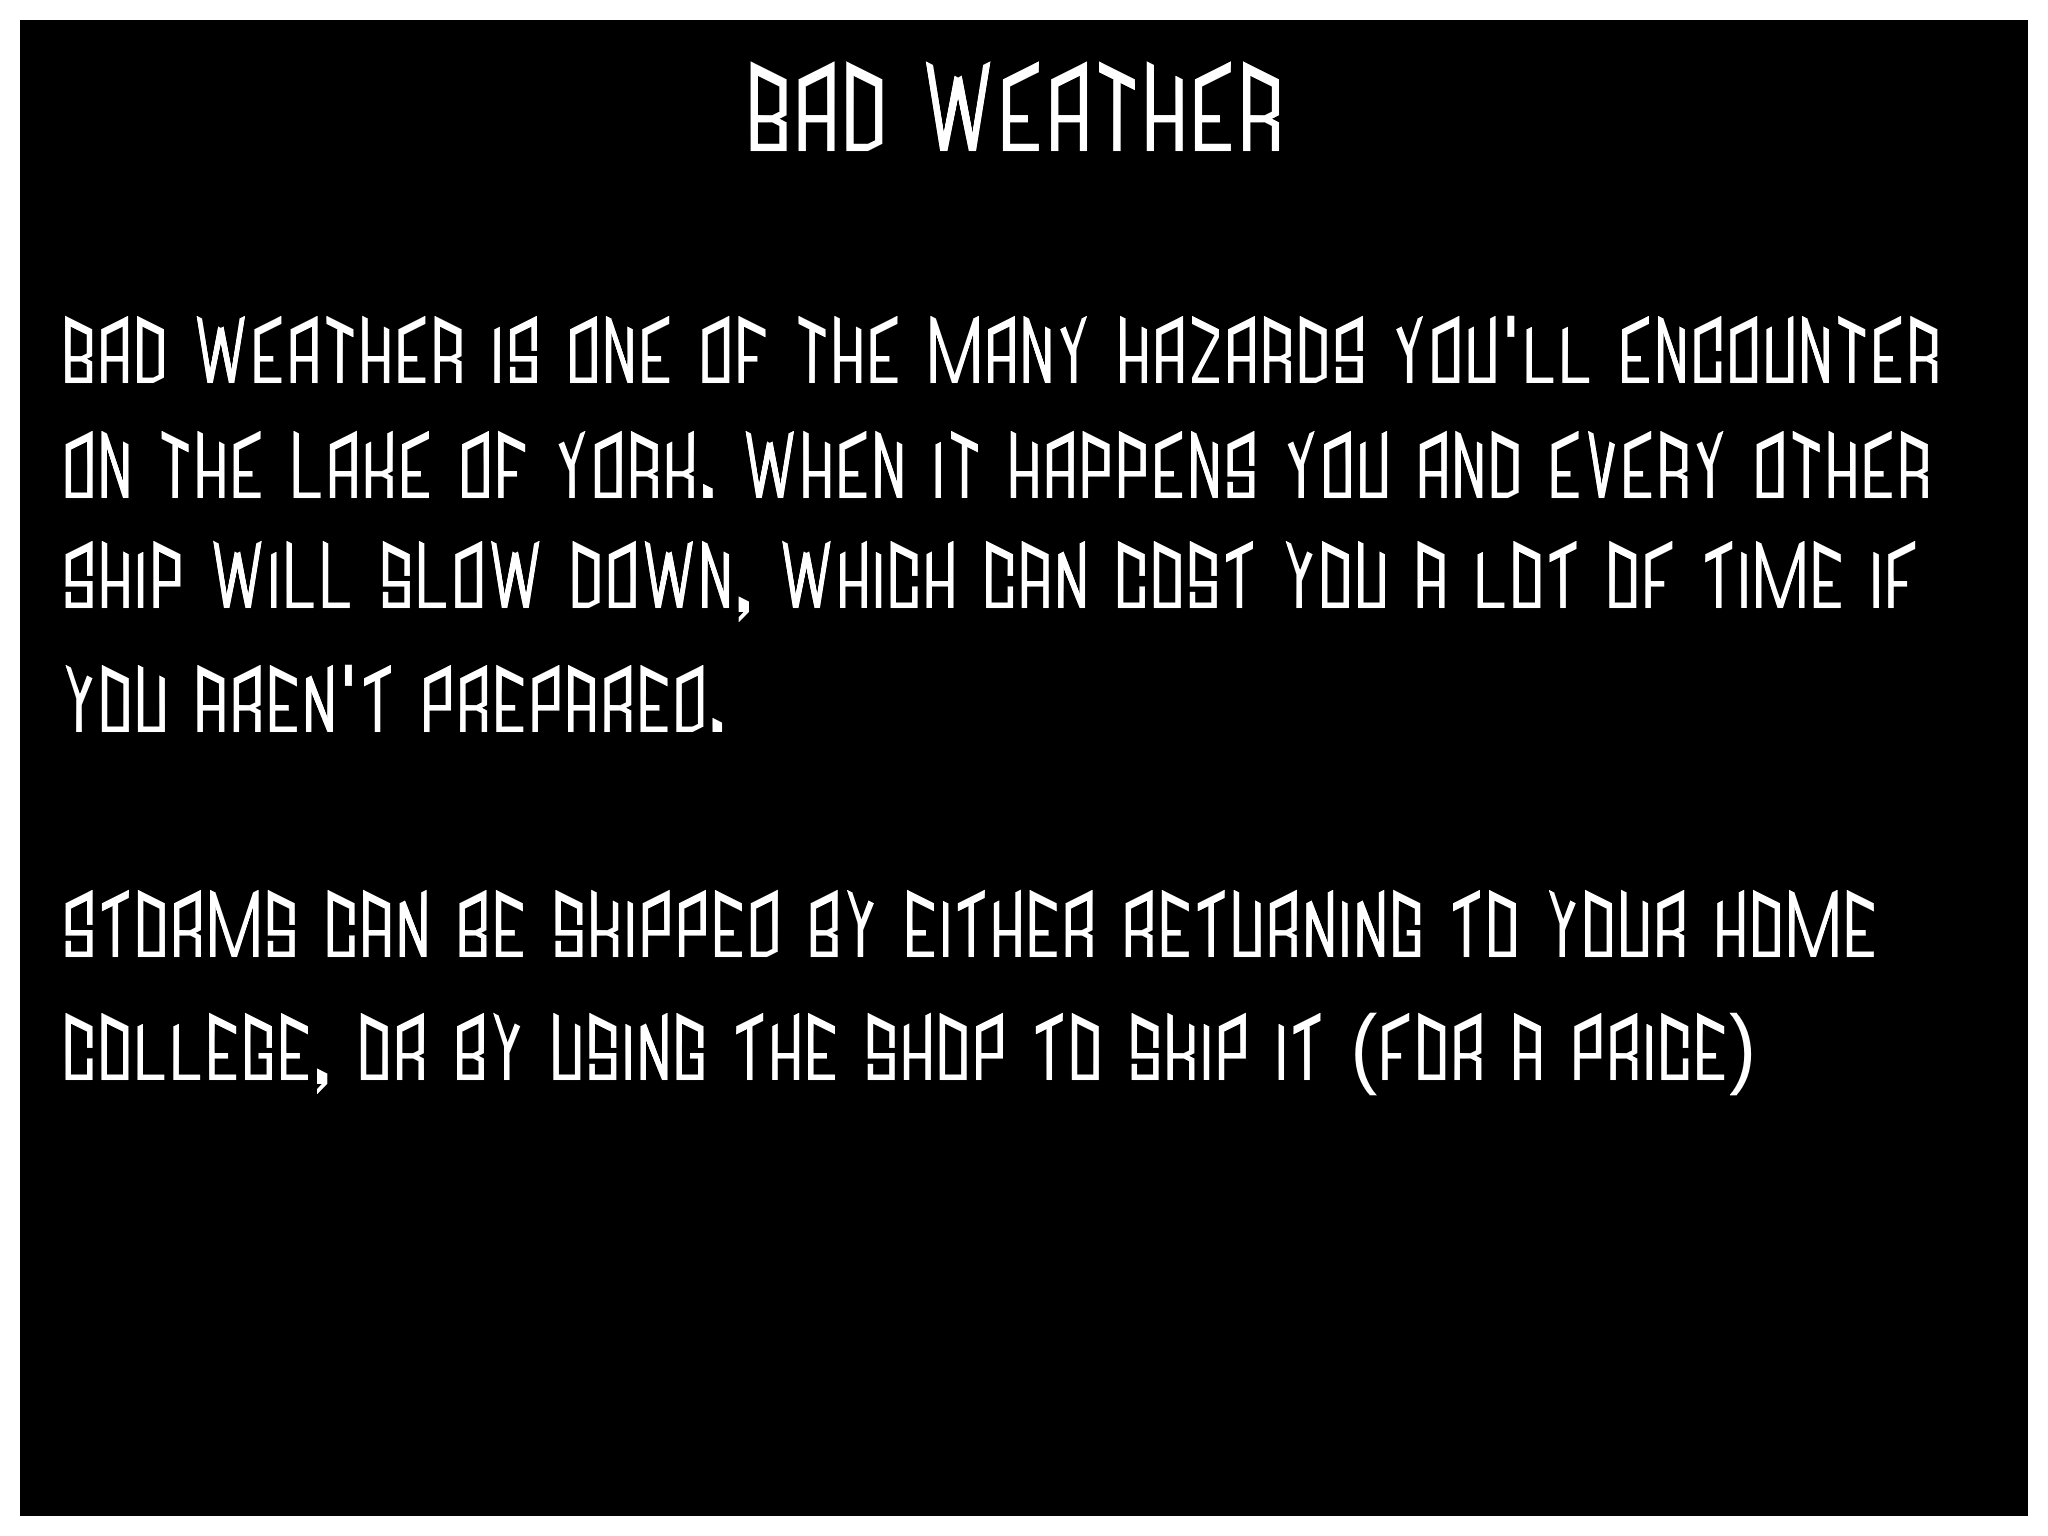 BAD WEATHER
BAD WEATHER IS ONE OF THE MANY HAZARDS YOU'LL ENCOUNTER
ON THE LAKE OF YORK. WHEN IT HAPPENS YOU AND EVERY OTHER
SHIP WILL SLOW DOWN, WHICH CAN COST YOU A LOT OF TIME IF
YOU AREN'T PREPARED.
STORMS CAN BE SKIPPED BY EITHER RETURNING TO YOUR HOME
COLLEGE, OR BY USING THE SHOP TO SKIP IT (FOR A PRICE)